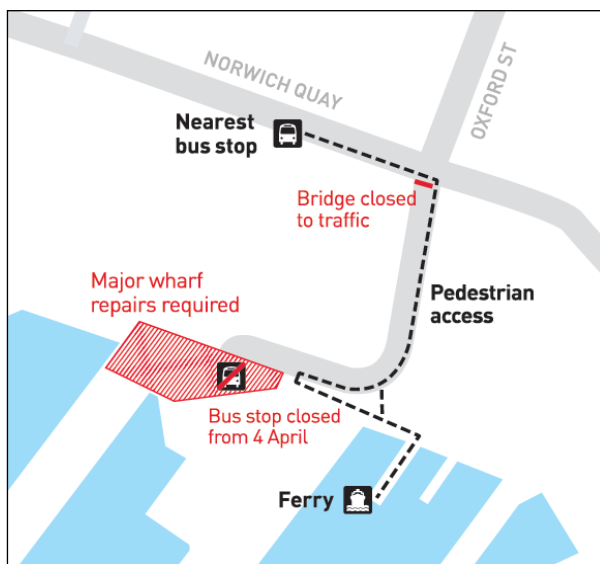 NORWICH QUAY
OXFORD ST
Nearest
bus stop
Bridge closed
to traffic
Major wharf
repairs required
Pedestrian
access
Bus stop closed
from 4 April
Ferry